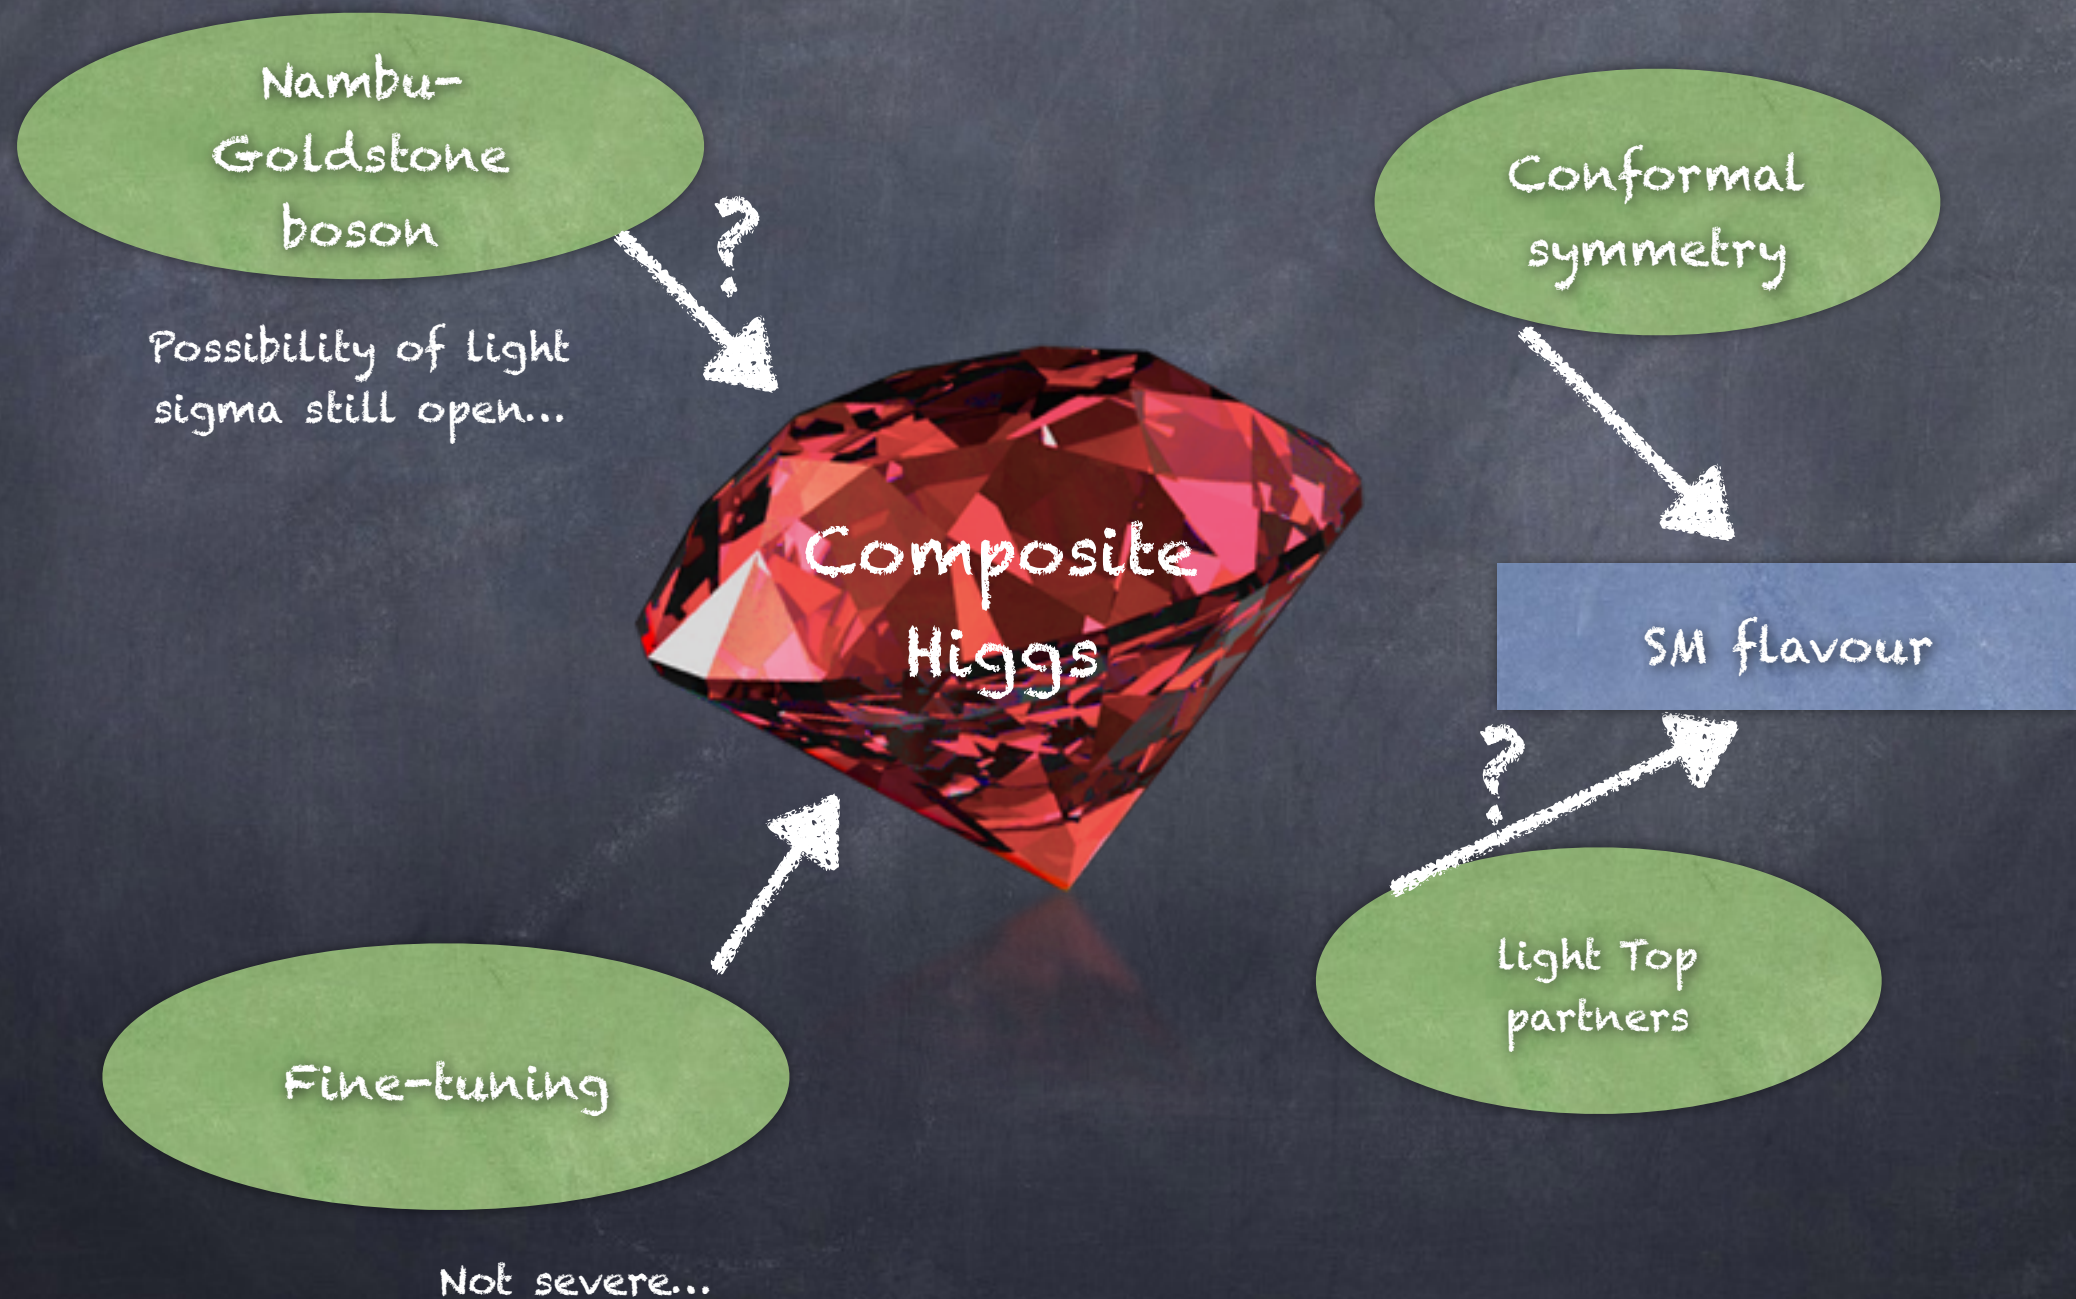 Nambu-
Goldstone
boson
?
Possibility of light
sigma still open...
Conformal
symmetry
Composite
Higgs
SM flavour
?
light Top
partners
Fine-tuning
Not severe...